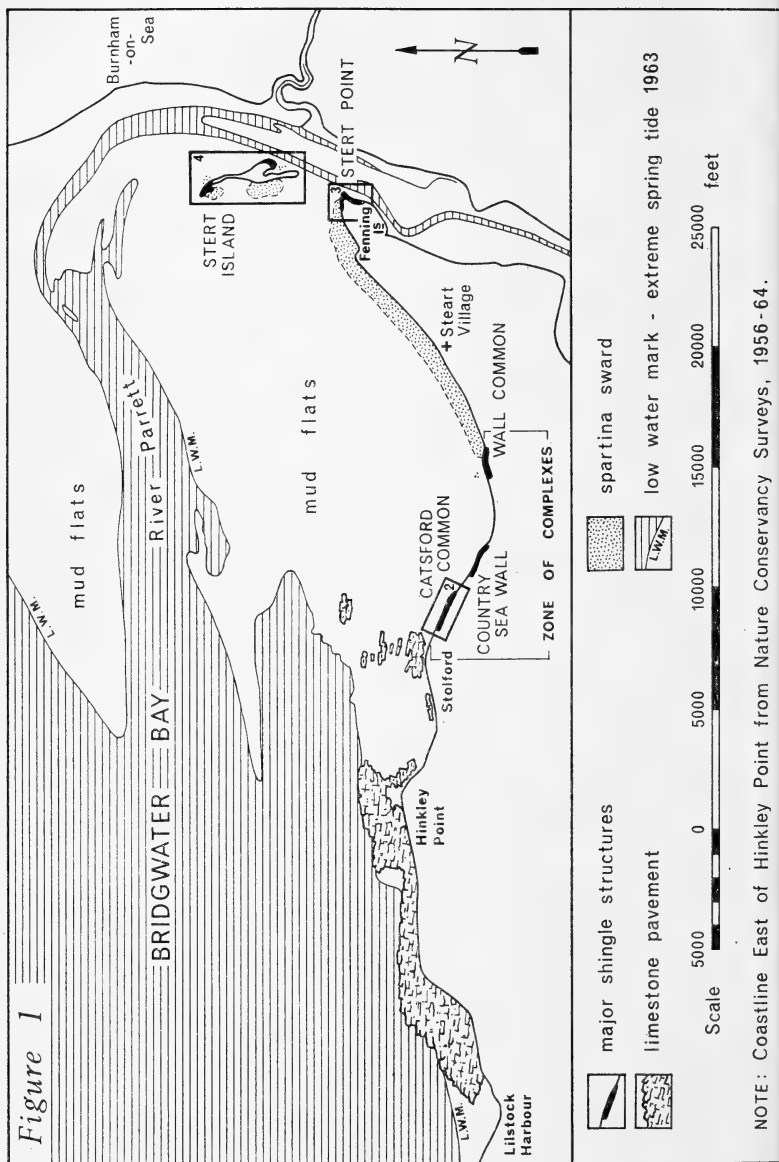 Figure 1
Burnham
-on-
Sea
N
mud flats
L.W.M.
River Parrett
L.W.M.
BRIDGWATER BAY
STERT
ISLAND
4
STERT POINT
3
Fenning
Is
mud flats
+ Steart
Village
WALL COMMON
CATSFORD
COMMON
2
COUNTRY
SEA WALL
ZONE OF COMPLEXES
Stolford
Hinkley
Point
L.W.M.
Lilstock
Harbour
major shingle structures
limestone pavement
spartina sward
L.W.M.
low water mark - extreme spring tide 1963
Scale
5000 0 5000 10000 15000 20000 25000
feet
NOTE: Coastline East of Hinkley Point from Nature Conservancy Surveys, 1956-64.